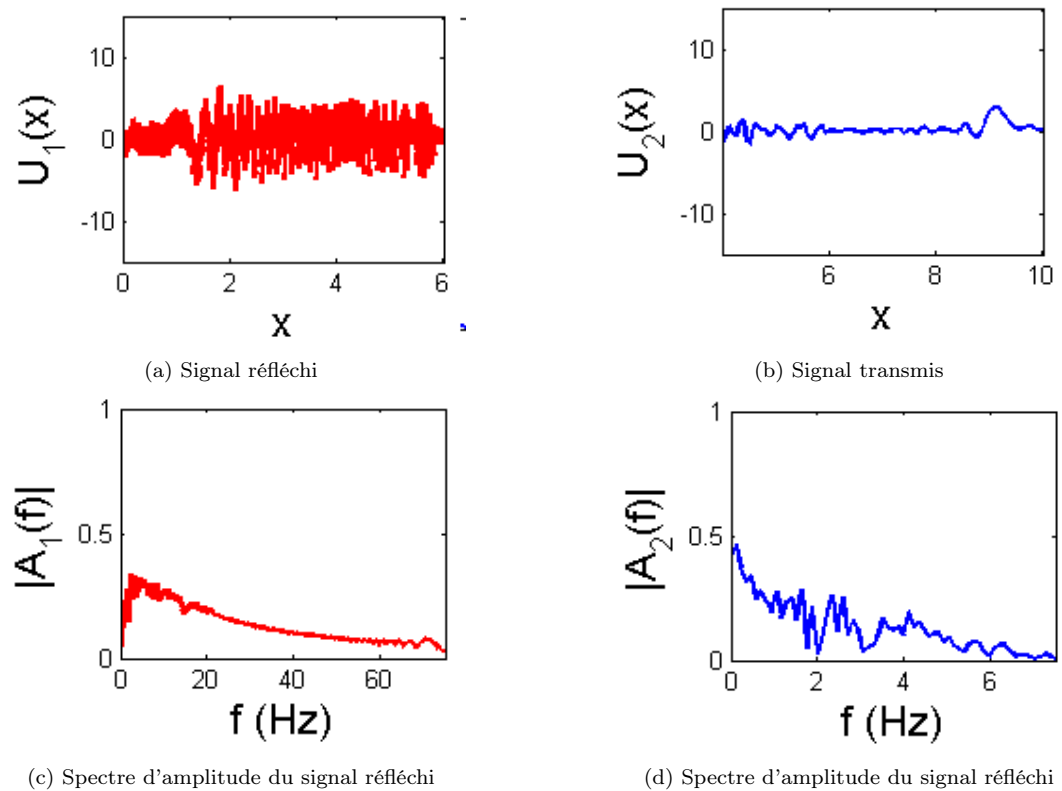 10
0
-10
U1(x)
0 2 4 6
x
(a) Signal réfléchi
10
0
-10
U2(x)
6 8 10
x
(b) Signal transmis
1
0.5
0
|A1(f)|
0 20 40 60
f (Hz)
(c) Spectre d'amplitude du signal réfléchi
1
0.5
0
|A2(f)|
0 2 4 6
f (Hz)
(d) Spectre d'amplitude du signal réfléchi